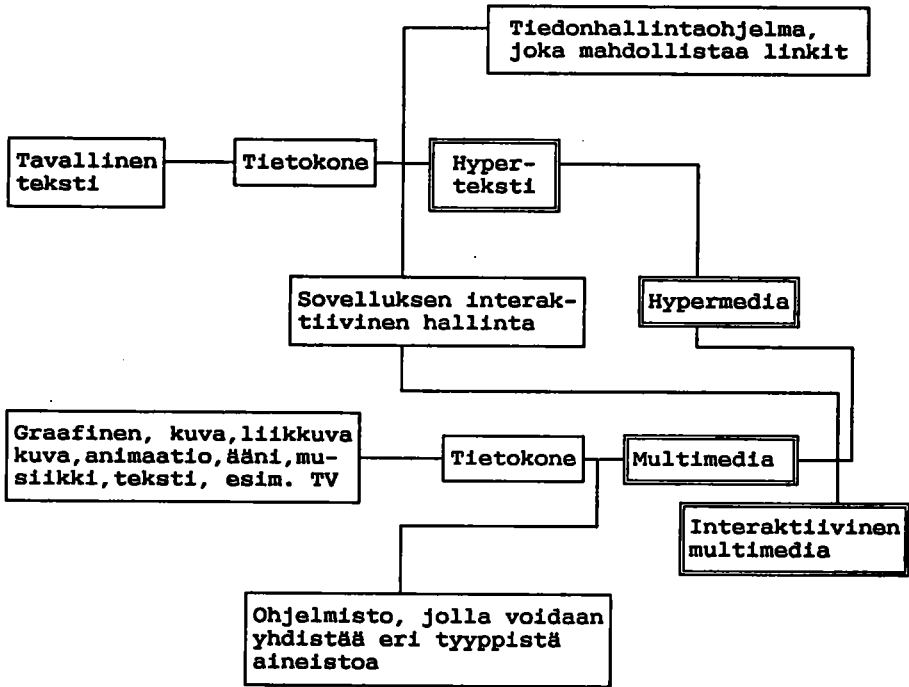 Tiedonhallintaohjelma,
joka mahdollistaa linkit
Tavallinen
teksti
Tietokone
Hyper-
teksti
Sovelluksen interak-
tiivinen hallinta
Hypermedia
Graafinen, kuva,liikkuva
kuva,animaatio,ääni,mu-
siikki,teksti, esim. TV
Tietokone
Multimedia
Interaktiivinen
multimedia
Ohjelmisto, jolla voidaan
yhdistää eri tyyppistä
aineistoa